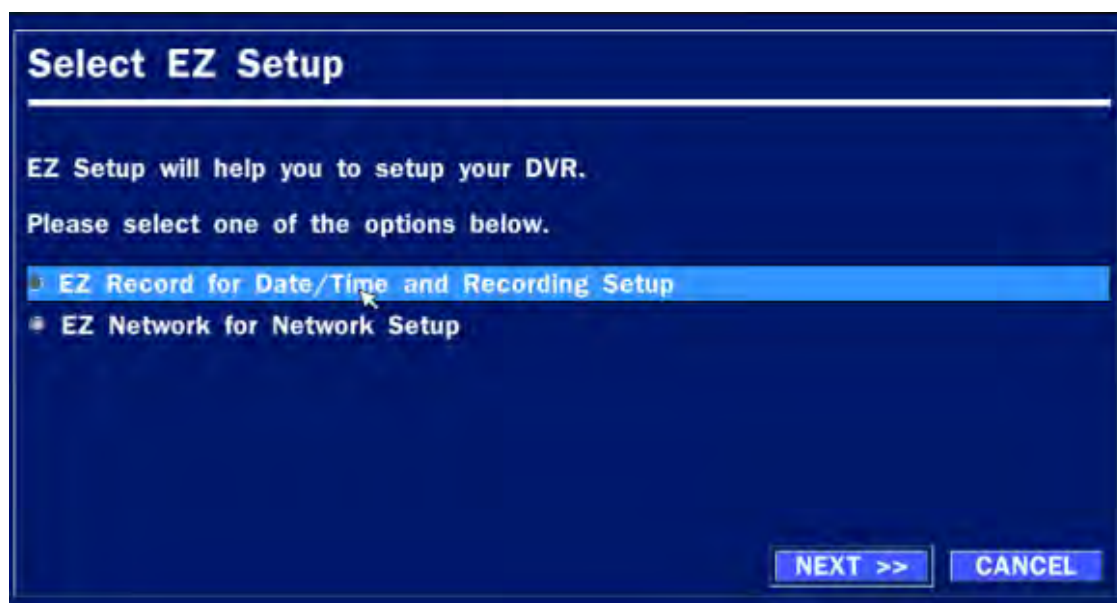 Select EZ Setup
EZ Setup will help you to setup your DVR.
Please select one of the options below.
EZ Record for Date/Time and Recording Setup
EZ Network for Network Setup
NEXT >> CANCEL